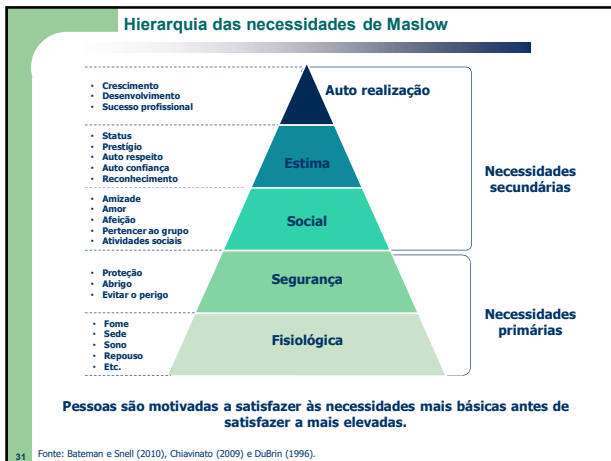 Hierarquia das necessidades de Maslow
• Crescimento
• Desenvolvimento
• Sucesso profissional
Auto realização
• Status
• Prestígio
• Auto respeito
• Auto confiança
• Reconhecimento
Estima
• Amizade
• Amor
• Afeição
• Pertencer ao grupo
• Atividades sociais
Social
Necessidades
secundárias
• Proteção
• Abrigo
• Evitar o perigo
Segurança
• Fome
• Sede
• Sono
• Repouso
• Etc.
Fisiológica
Necessidades
primárias
Pessoas são motivadas a satisfazer às necessidades mais básicas antes de
satisfazer a mais elevadas.
31 Fonte: Bateman e Snell (2010), Chiavinato (2009) e DuBrin (1996).